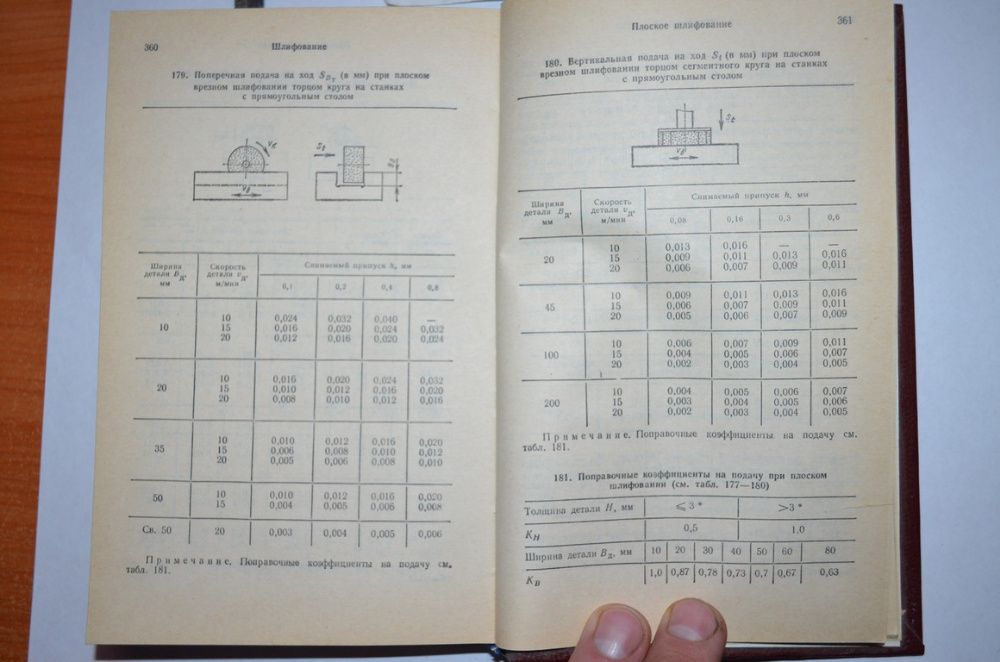 360
Шлифование
179. Поперечная подача на ход
(в мм) при плоском
врезном шлифовании торцом круга на станках
с прямоугольным столом
Ширина детали Bд, мм | Скорость детали vд, м/мин | Снимаемый припуск h, мм
0,1 | 0,2 | 0,4 | 0,8
10 | 10 | 0,024 | 0,032 | 0,040 | —
15 | 0,016 | 0,020 | 0,024 | 0,032
20 | 0,012 | 0,016 | 0,020 | 0,024
20 | 10 | 0,016 | 0,020 | 0,024 | 0,032
15 | 0,010 | 0,012 | 0,016 | 0,020
20 | 0,008 | 0,010 | 0,012 | 0,016
35 | 10 | 0,010 | 0,012 | 0,016 | 0,020
15 | 0,006 | 0,008 | 0,010 | 0,012
20 | 0,005 | 0,006 | 0,008 | 0,010
50 | 10 | 0,010 | 0,012 | 0,016 | 0,020
15 | 0,004 | 0,005 | 0,006 | 0,008
Св. 50 | 20 | 0,003 | 0,004 | 0,005 | 0,006
Примечание. Поправочные коэффициенты на подачу см.
табл. 181.
Плоское шлифование
361
180. Вертикальная подача на ход St (в мм) при плоском
врезном шлифовании торцом сегментного круга на станках
с прямоугольным столом
St
vд
Ширина детали Bд, мм | Скорость детали vд, м/мин | Снимаемый припуск h, мм
0,08 | 0,16 | 0,3 | 0,6
20 | 10 | 0,013 | 0,016 | — | —
15 | 0,009 | 0,011 | 0,013 | 0,016
20 | 0,006 | 0,007 | 0,009 | 0,011
45 | 10 | 0,009 | 0,011 | 0,013 | 0,016
15 | 0,006 | 0,007 | 0,009 | 0,011
20 | 0,005 | 0,006 | 0,007 | 0,009
100 | 10 | 0,006 | 0,007 | 0,009 | 0,011
15 | 0,004 | 0,005 | 0,006 | 0,007
20 | 0,002 | 0,003 | 0,004 | 0,005
200 | 10 | 0,004 | 0,005 | 0,006 | 0,007
15 | 0,003 | 0,004 | 0,005 | 0,006
20 | 0,002 | 0,003 | 0,004 | 0,005
Примечание. Поправочные коэффициенты на подачу см.
табл. 181.
181. Поправочные коэффициенты на подачу при плоском
шлифовании (см. табл. 177—180)
Толщина детали H, мм | ≤ 3 * | >3 *
KH | 0,5 | 1.0
Ширина детали Bд, мм | 10 | 20 | 30 | 40 | 50 | 60 | 80
KB | 1,0 | 0,87 | 0,78 | 0,73 | 0,7 | 0,67 | 0,63